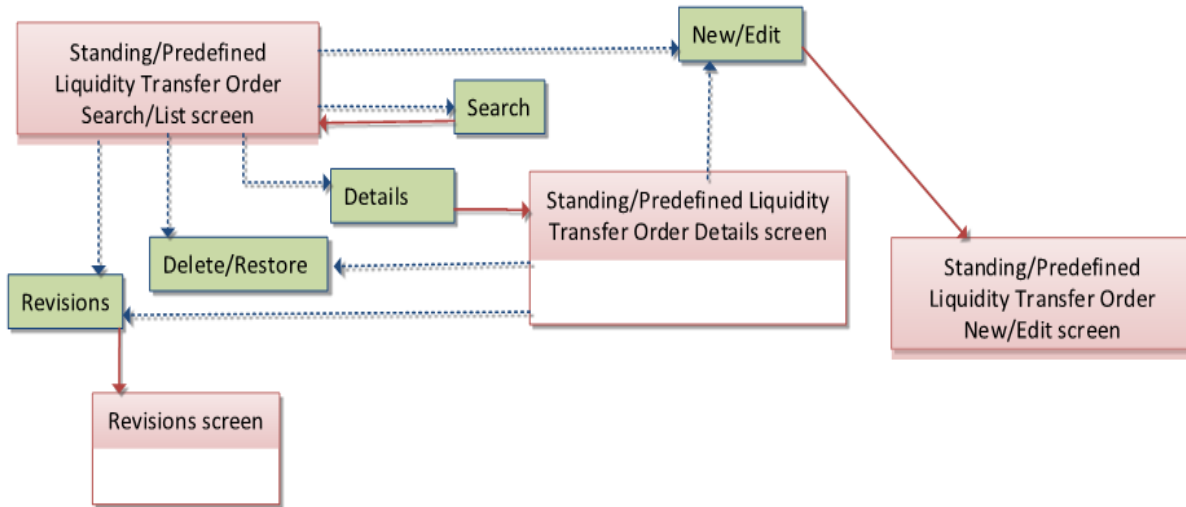 Standing/Predefined
Liquidity Transfer Order
Search/List screen
New/Edit
Search
Details
Standing/Predefined Liquidity
Transfer Order Details screen
Delete/Restore
Revisions
Standing/Predefined
Liquidity Transfer Order
New/Edit screen
Revisions screen